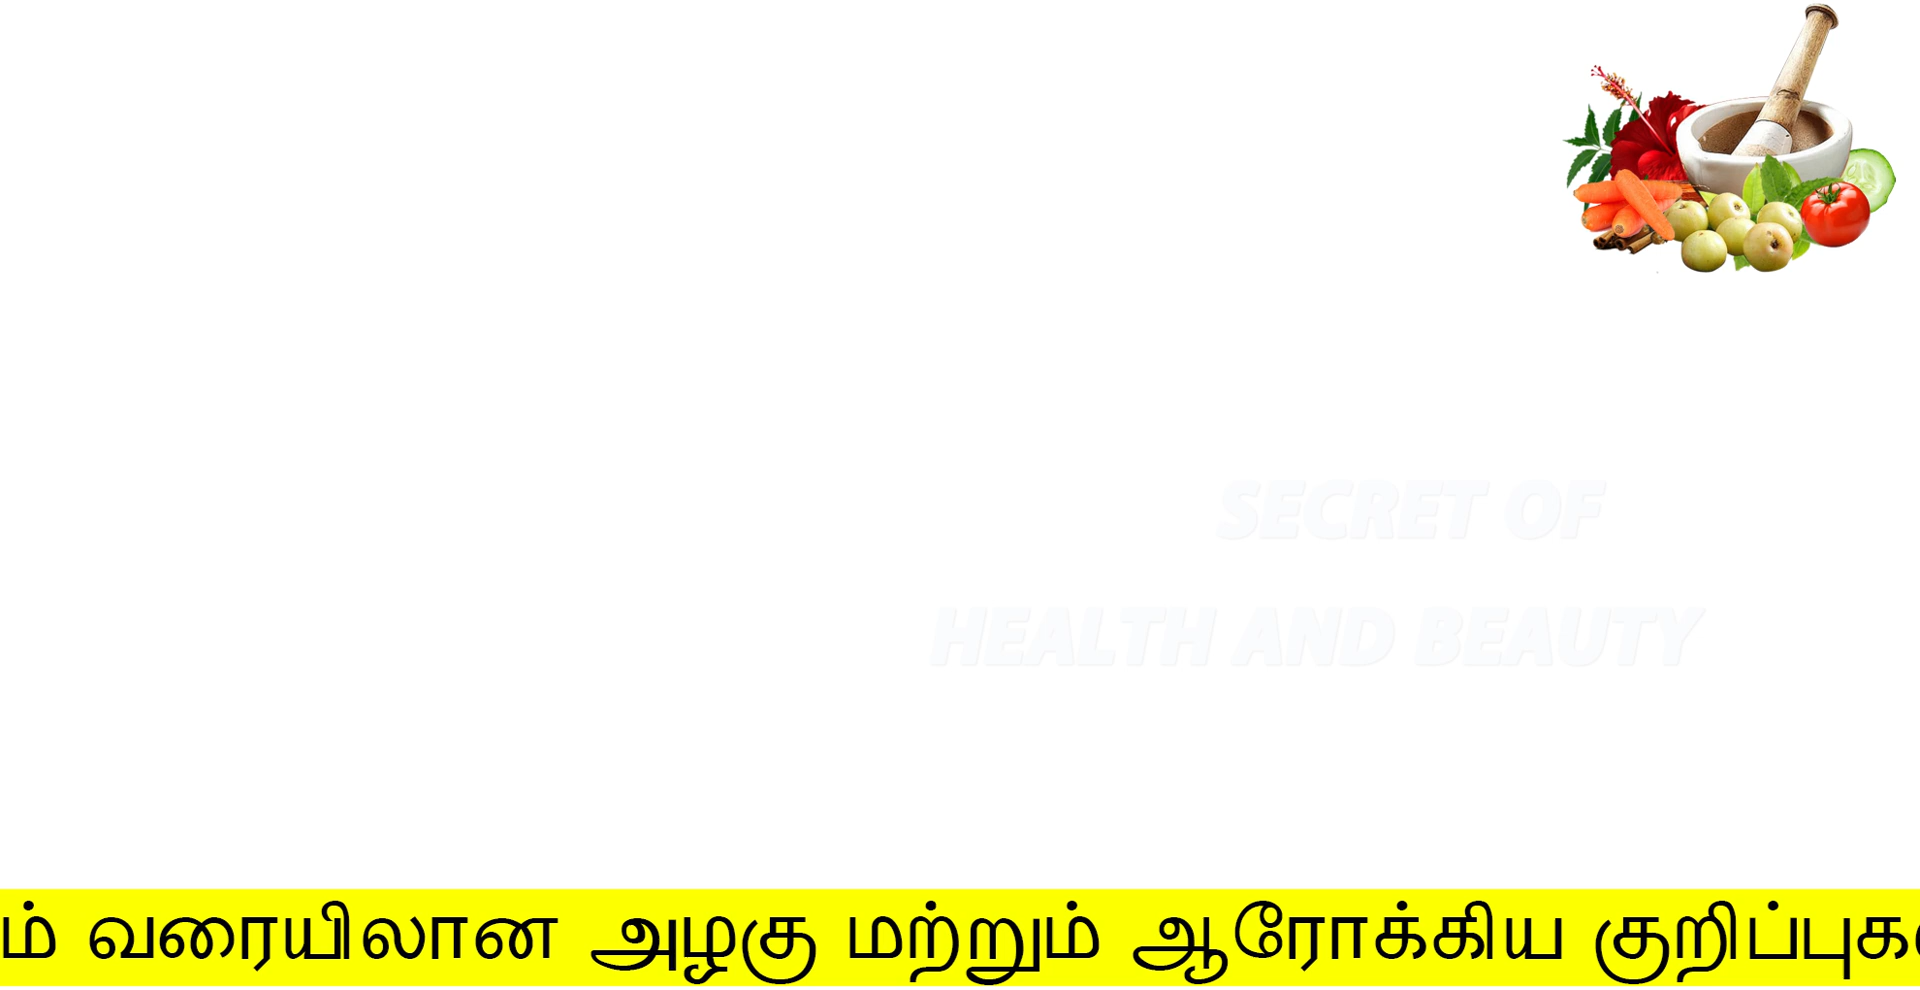 SECRET OF
HEALTH AND BEAUTY
ம் வரையிலான அழகு மற்றும் ஆரோக்கிய குறிப்புக